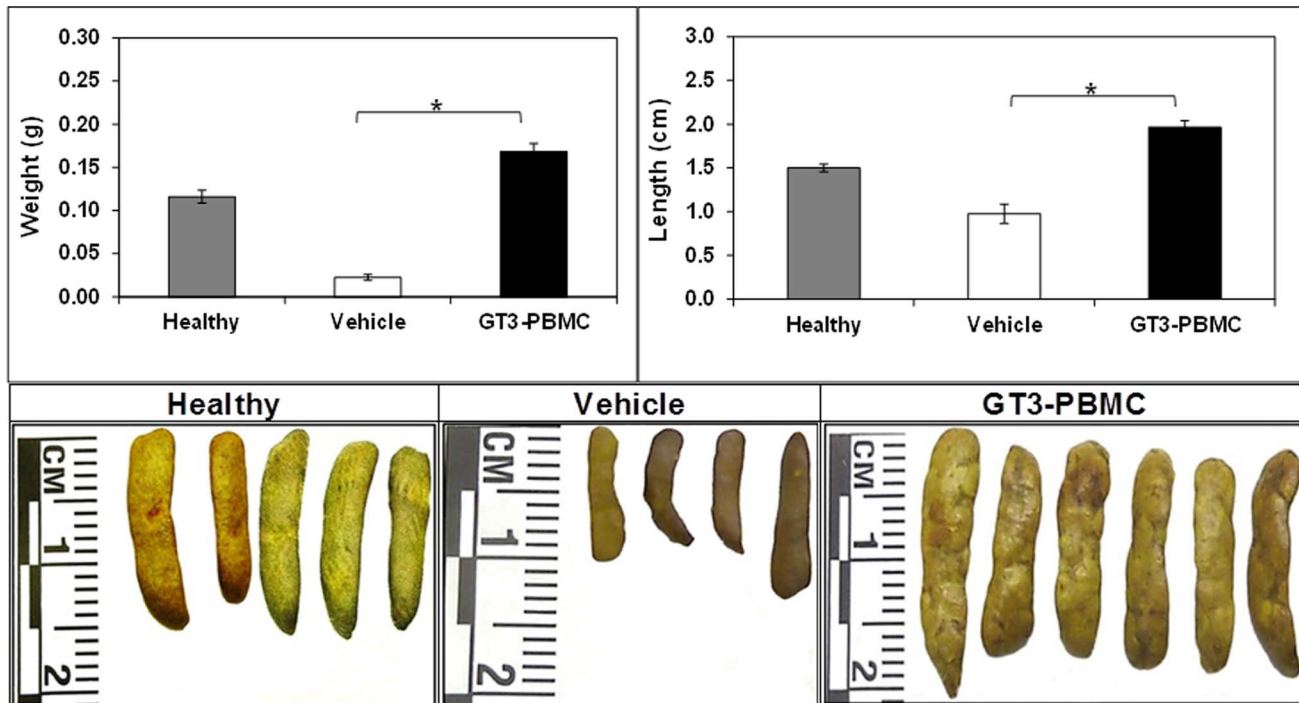 0.30
0.25
0.20
0.15
0.10
0.05
0.00
Weight (g)
*
Healthy Vehicle GT3-PBMC
3.0
2.5
2.0
1.5
1.0
0.5
0.0
Length (cm)
*
Healthy Vehicle GT3-PBMC
Healthy Vehicle GT3-PBMC
CM
1
2
CM
1
2
CM
1
2